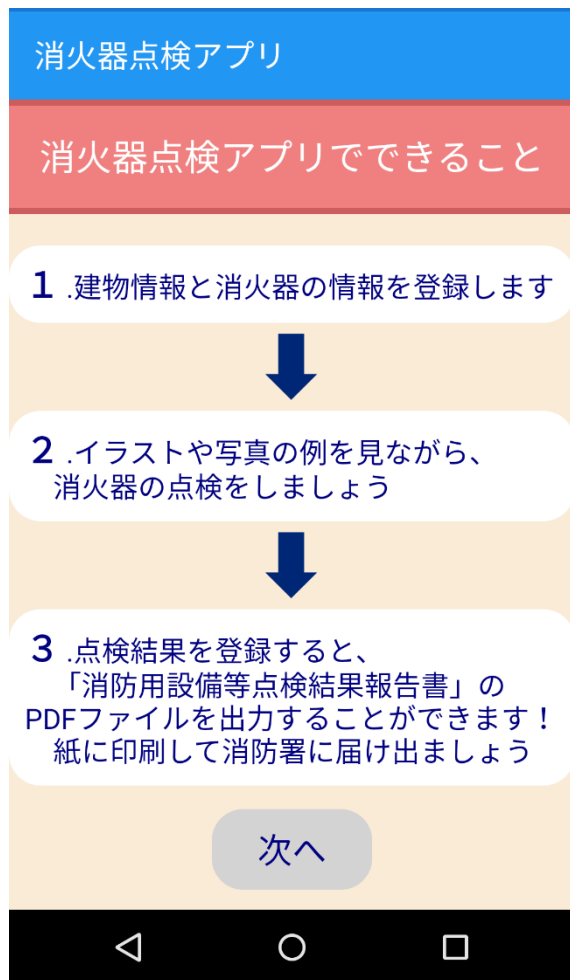 消火器点検アプリ
消火器点検アプリでできること
1 .建物情報と消火器の情報を登録します
2 .イラストや写真の例を見ながら、
消火器の点検をしましょう
3 .点検結果を登録すると、
「消防用設備等点検結果報告書」の
PDFファイルを出力することができます！
紙に印刷して消防署に届け出ましょう
次へ